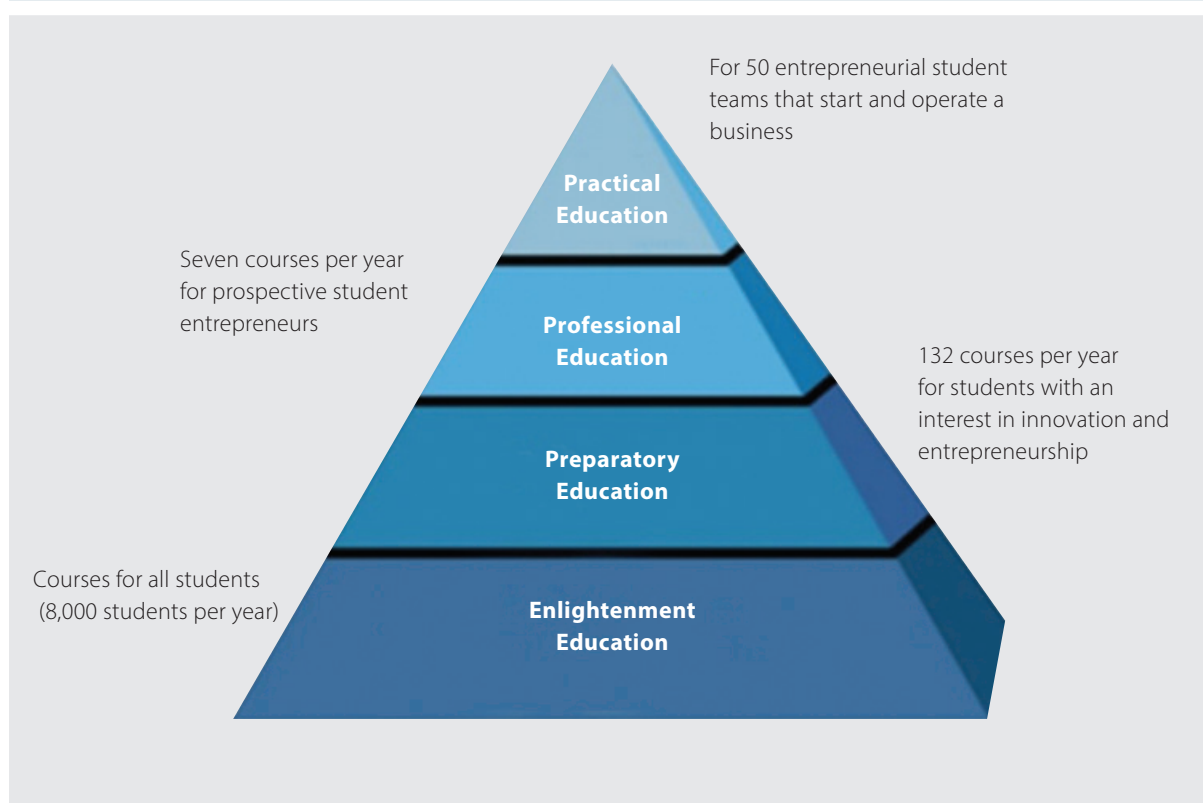 For 50 entrepreneurial student
teams that start and operate a
business
Practical
Education
Seven courses per year
for prospective student
entrepreneurs
Professional
Education
132 courses per year
for students with an
interest in innovation and
entrepreneurship
Preparatory
Education
Courses for all students
(8,000 students per year)
Enlightenment
Education